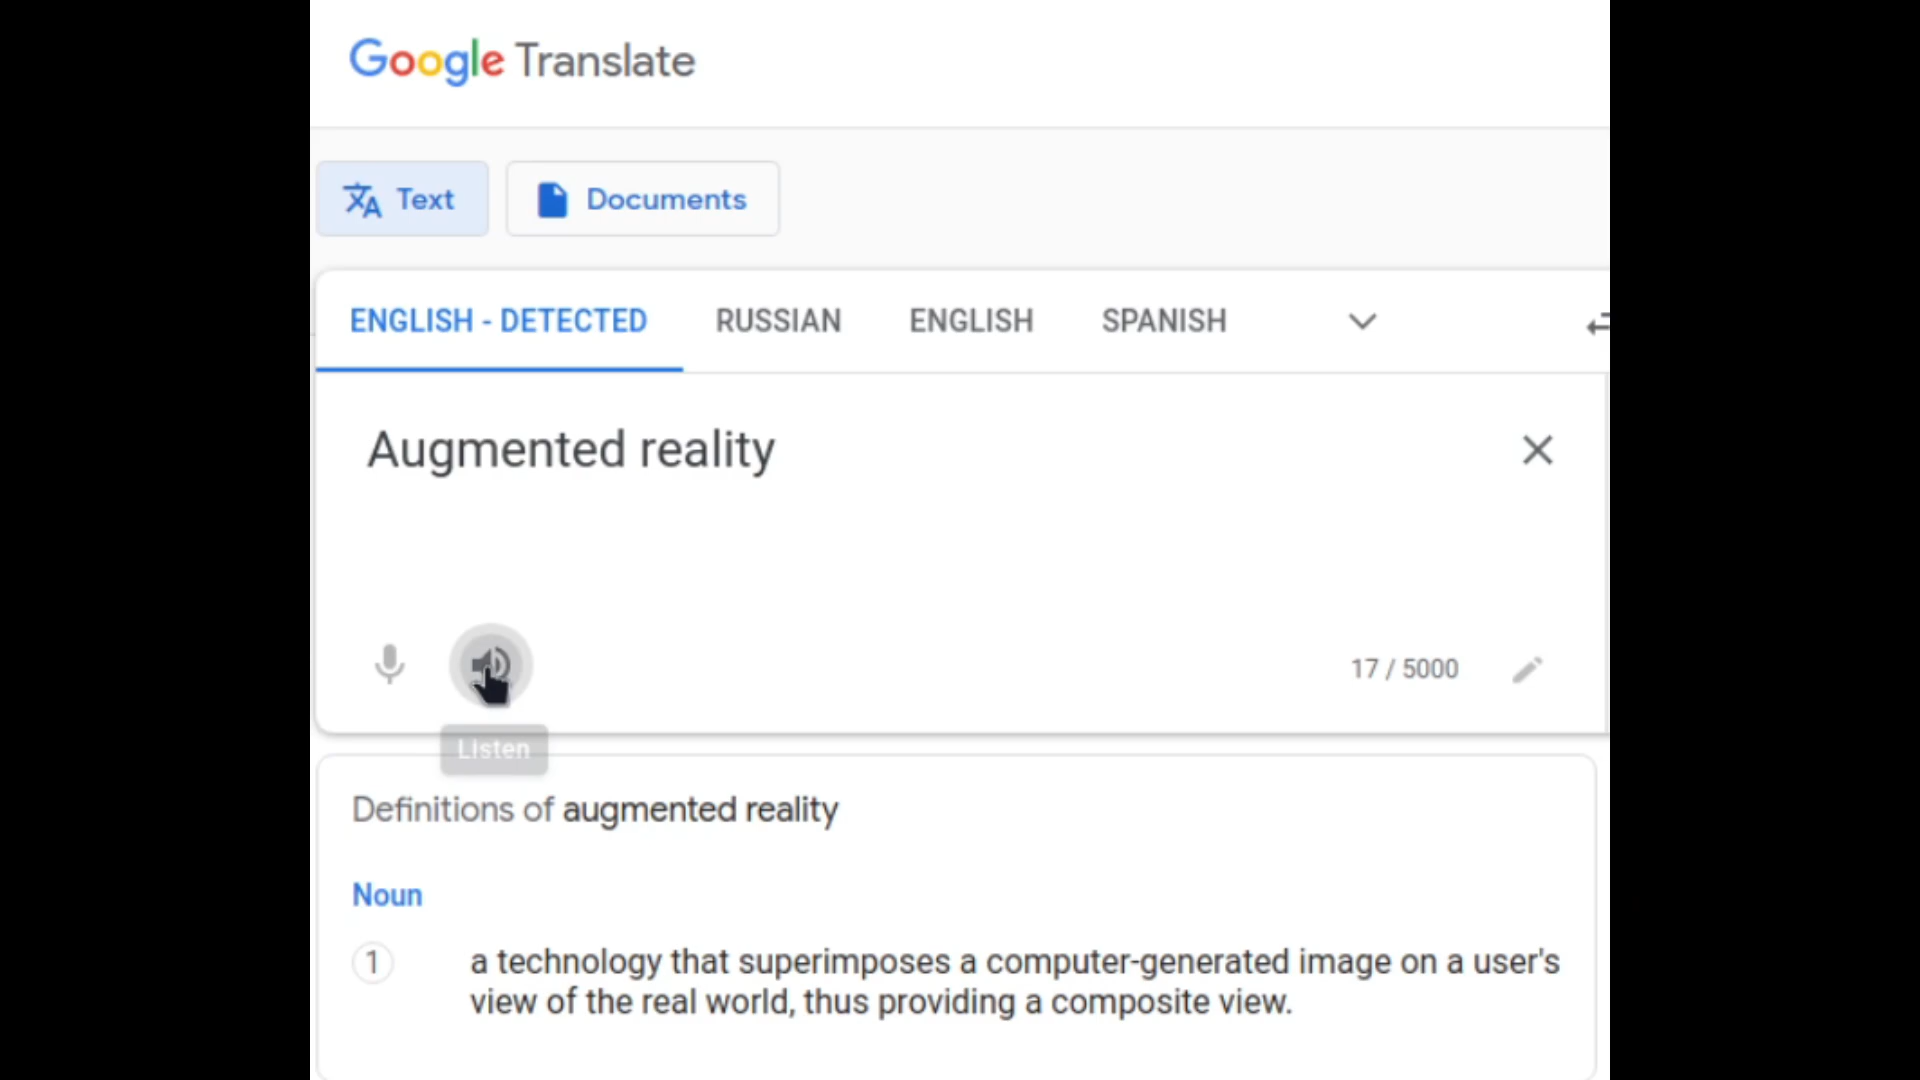 Google Translate
Text
Documents
ENGLISH - DETECTED
RUSSIAN
ENGLISH
SPANISH
Augmented reality
17 / 5000
Listen
Definitions of augmented reality
Noun
1
a technology that superimposes a computer-generated image on a user's
view of the real world, thus providing a composite view.